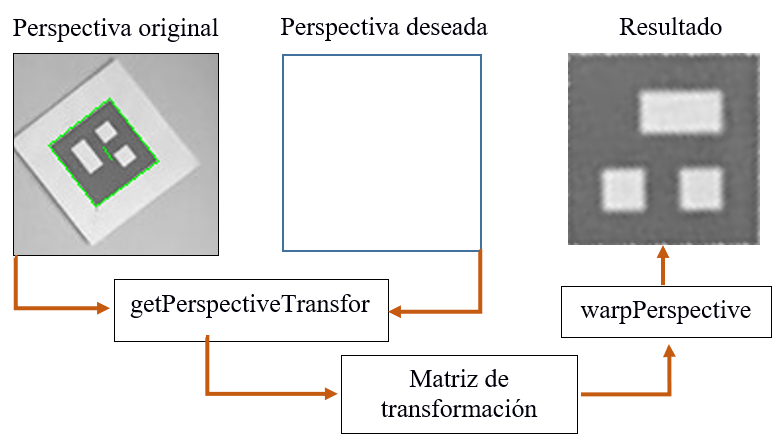 Perspectiva original
Perspectiva deseada
Resultado
getPerspectiveTransfor
warpPerspective
Matriz de
transformación